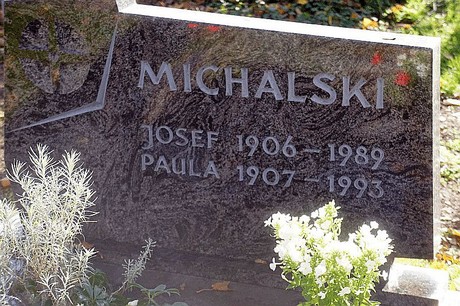 MICHALSKI
JOSEF 1906 – 1989
PAULA 1907 – 1993